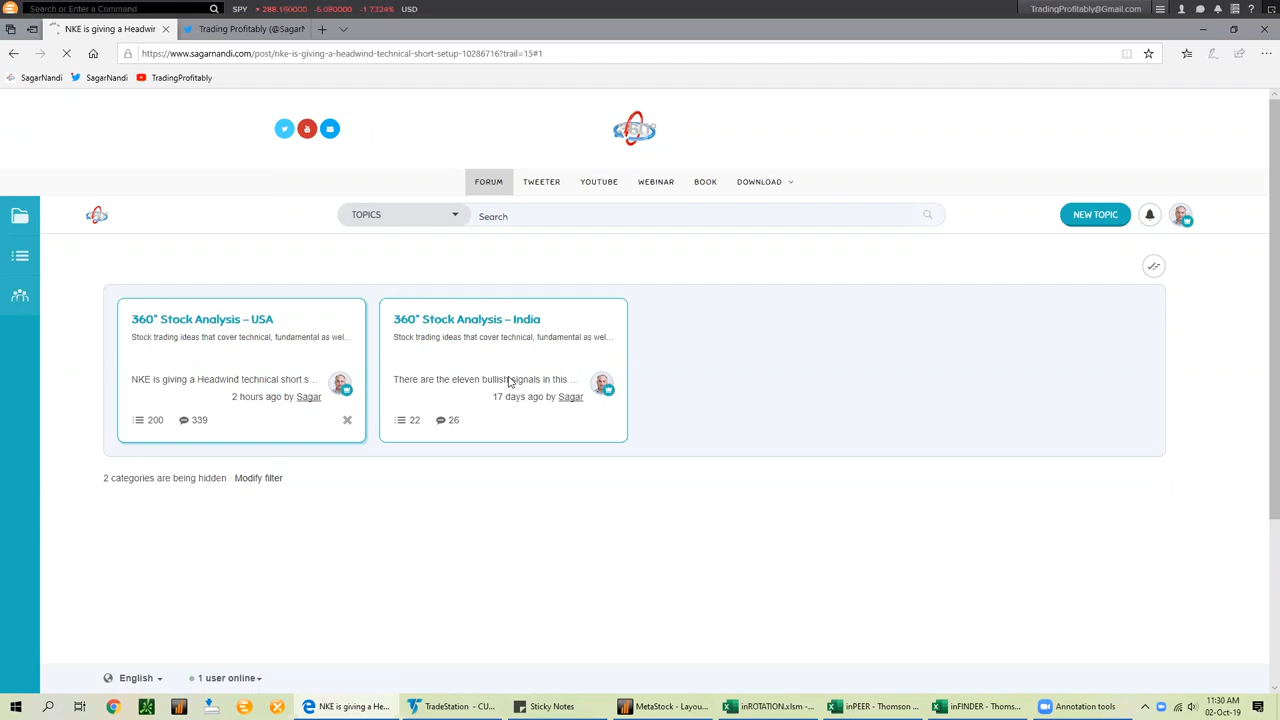 Search or Enter a Command SPY 288.160000 -5.080000 -1.7324% USD TradingProfitably@Gmail.com
NKE is giving a Headwir Trading Profitably (@SagarN
https://www.sagarnandi.com/post/nke-is-giving-a-headwind-technical-short-setup-10286716?trail=15#1
SagarNandi SagarNandi TradingProfitably
360°
FORUM TWEETER YOUTUBE WEBINAR BOOK DOWNLOAD
TOPICS Search NEW TOPIC
360° Stock Analysis – USA 360° Stock Analysis – India
Stock trading ideas that cover technical, fundamental as wel... Stock trading ideas that cover technical, fundamental as wel...
NKE is giving a Headwind technical short s... There are the eleven bullish signals in this ...
2 hours ago by Sagar 17 days ago by Sagar
200 339 22 26
2 categories are being hidden Modify filter
English 1 user online
NKE is giving a He... TradeStation - CU... Sticky Notes MetaStock - Layou... inROTATION.xlsm -... inPEER - Thomson ... inFINDER - Thoms... Annotation tools 11:30 AM
02-Oct-19